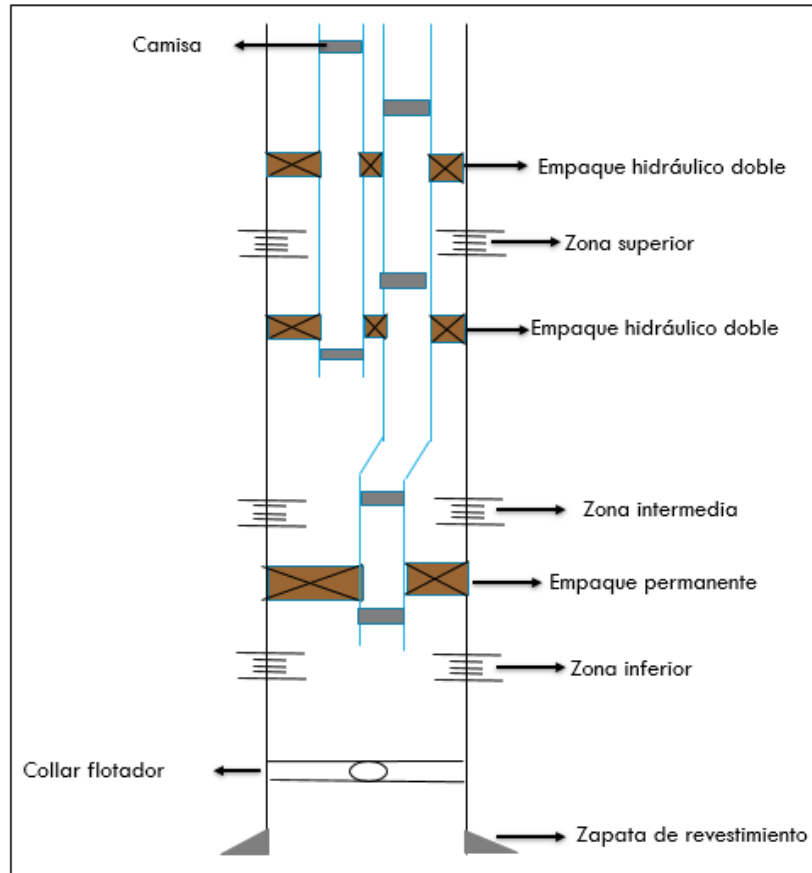 Camisa
Empaque hidráulico doble
Zona superior
Empaque hidráulico doble
Zona intermedia
Empaque permanente
Zona inferior
Collar flotador
Zapata de revestimiento